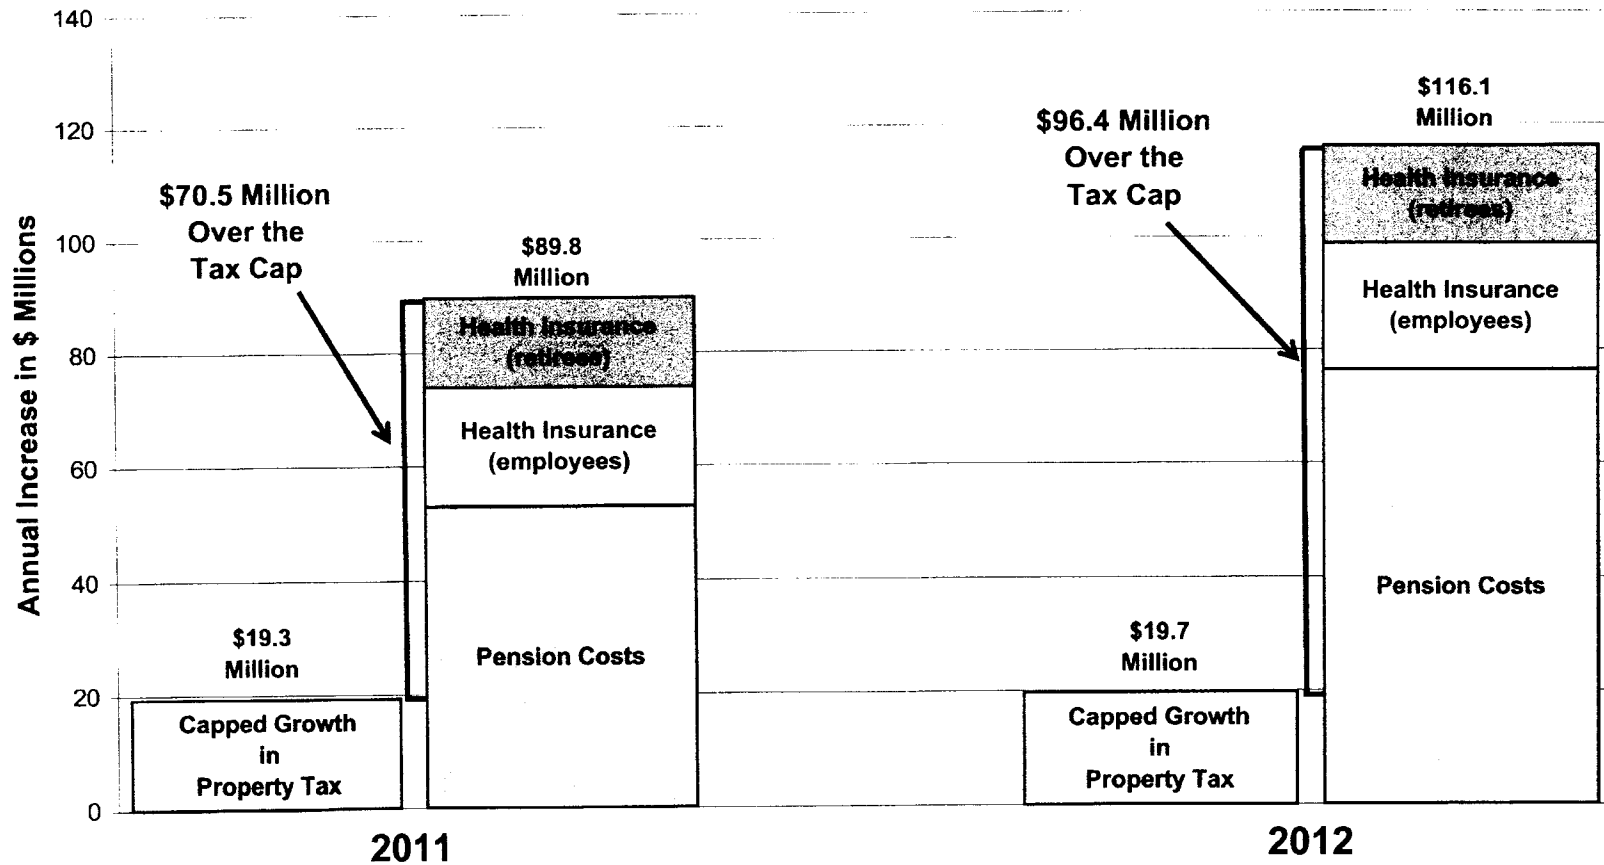 140
120
100
80
60
40
20
0
Annual Increase in $ Millions
$70.5 Million
Over the
Tax Cap
$89.8
Million
Health Insurance
(retirees)
Health Insurance
(employees)
Pension Costs
$19.3
Million
Capped Growth
in
Property Tax
2011
$96.4 Million
Over the
Tax Cap
$116.1
Million
Health Insurance
(retirees)
Health Insurance
(employees)
Pension Costs
$19.7
Million
Capped Growth
in
Property Tax
2012